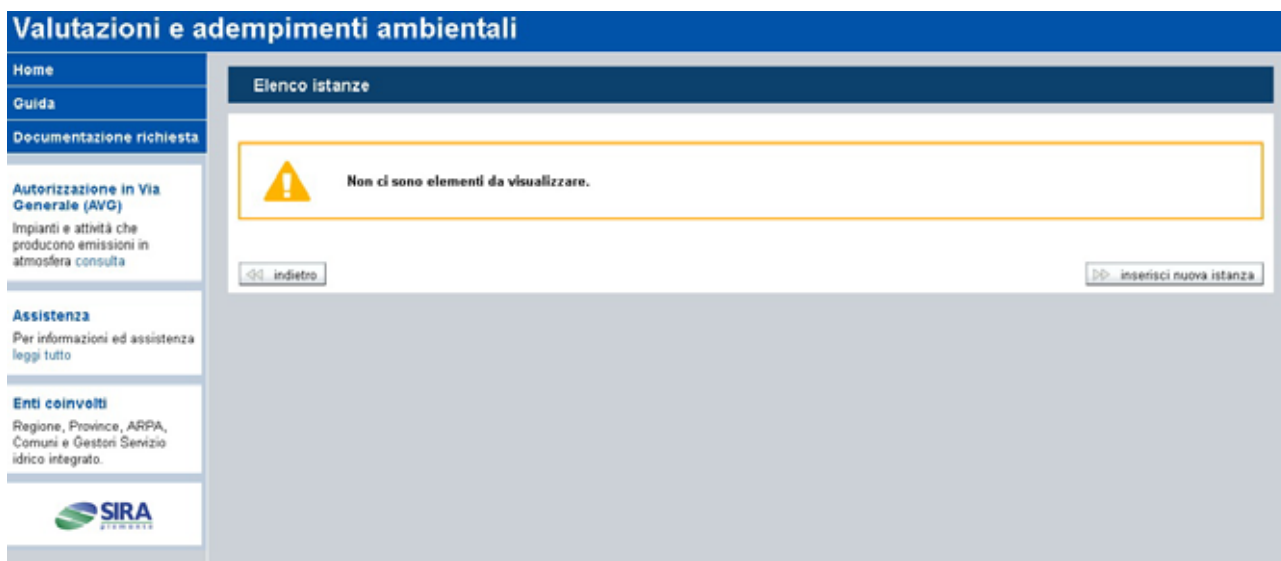 Valutazioni e adempimenti ambientali
Home
Guida
Documentazione richiesta
Autorizzazione in Via
Generale (AVG)
Impianti e attività che
producono emissioni in
atmosfera consulta
Assistenza
Per informazioni ed assistenza
leggi tutto
Enti coinvolti
Regione, Province, ARPA,
Comuni e Gestori Servizio
idrico integrato.
SIRA
piemonte
Elenco istanze
Non ci sono elementi da visualizzare.
indietro
inserisci nuova istanza